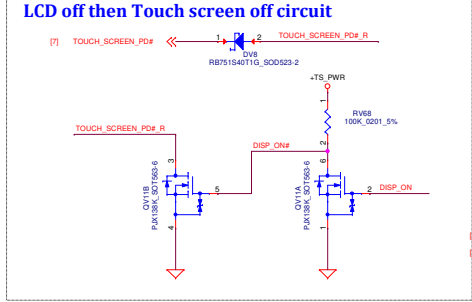 LCD off then Touch screen off circuit
[7] TOUCH_SCREEN_PD# 1 2 TOUCH_SCREEN_PD#_R
DV8
RB751S40T1G_SOD523-2
+TS_PWR
1
RV68
100K_0201_5%
2
TOUCH_SCREEN_PD#_R
DISP_ON#
3
6
QV11B
PJX138K_SOT563-6
5
QV11A
PJX138K_SOT563-6
2 DISP_ON
4
1